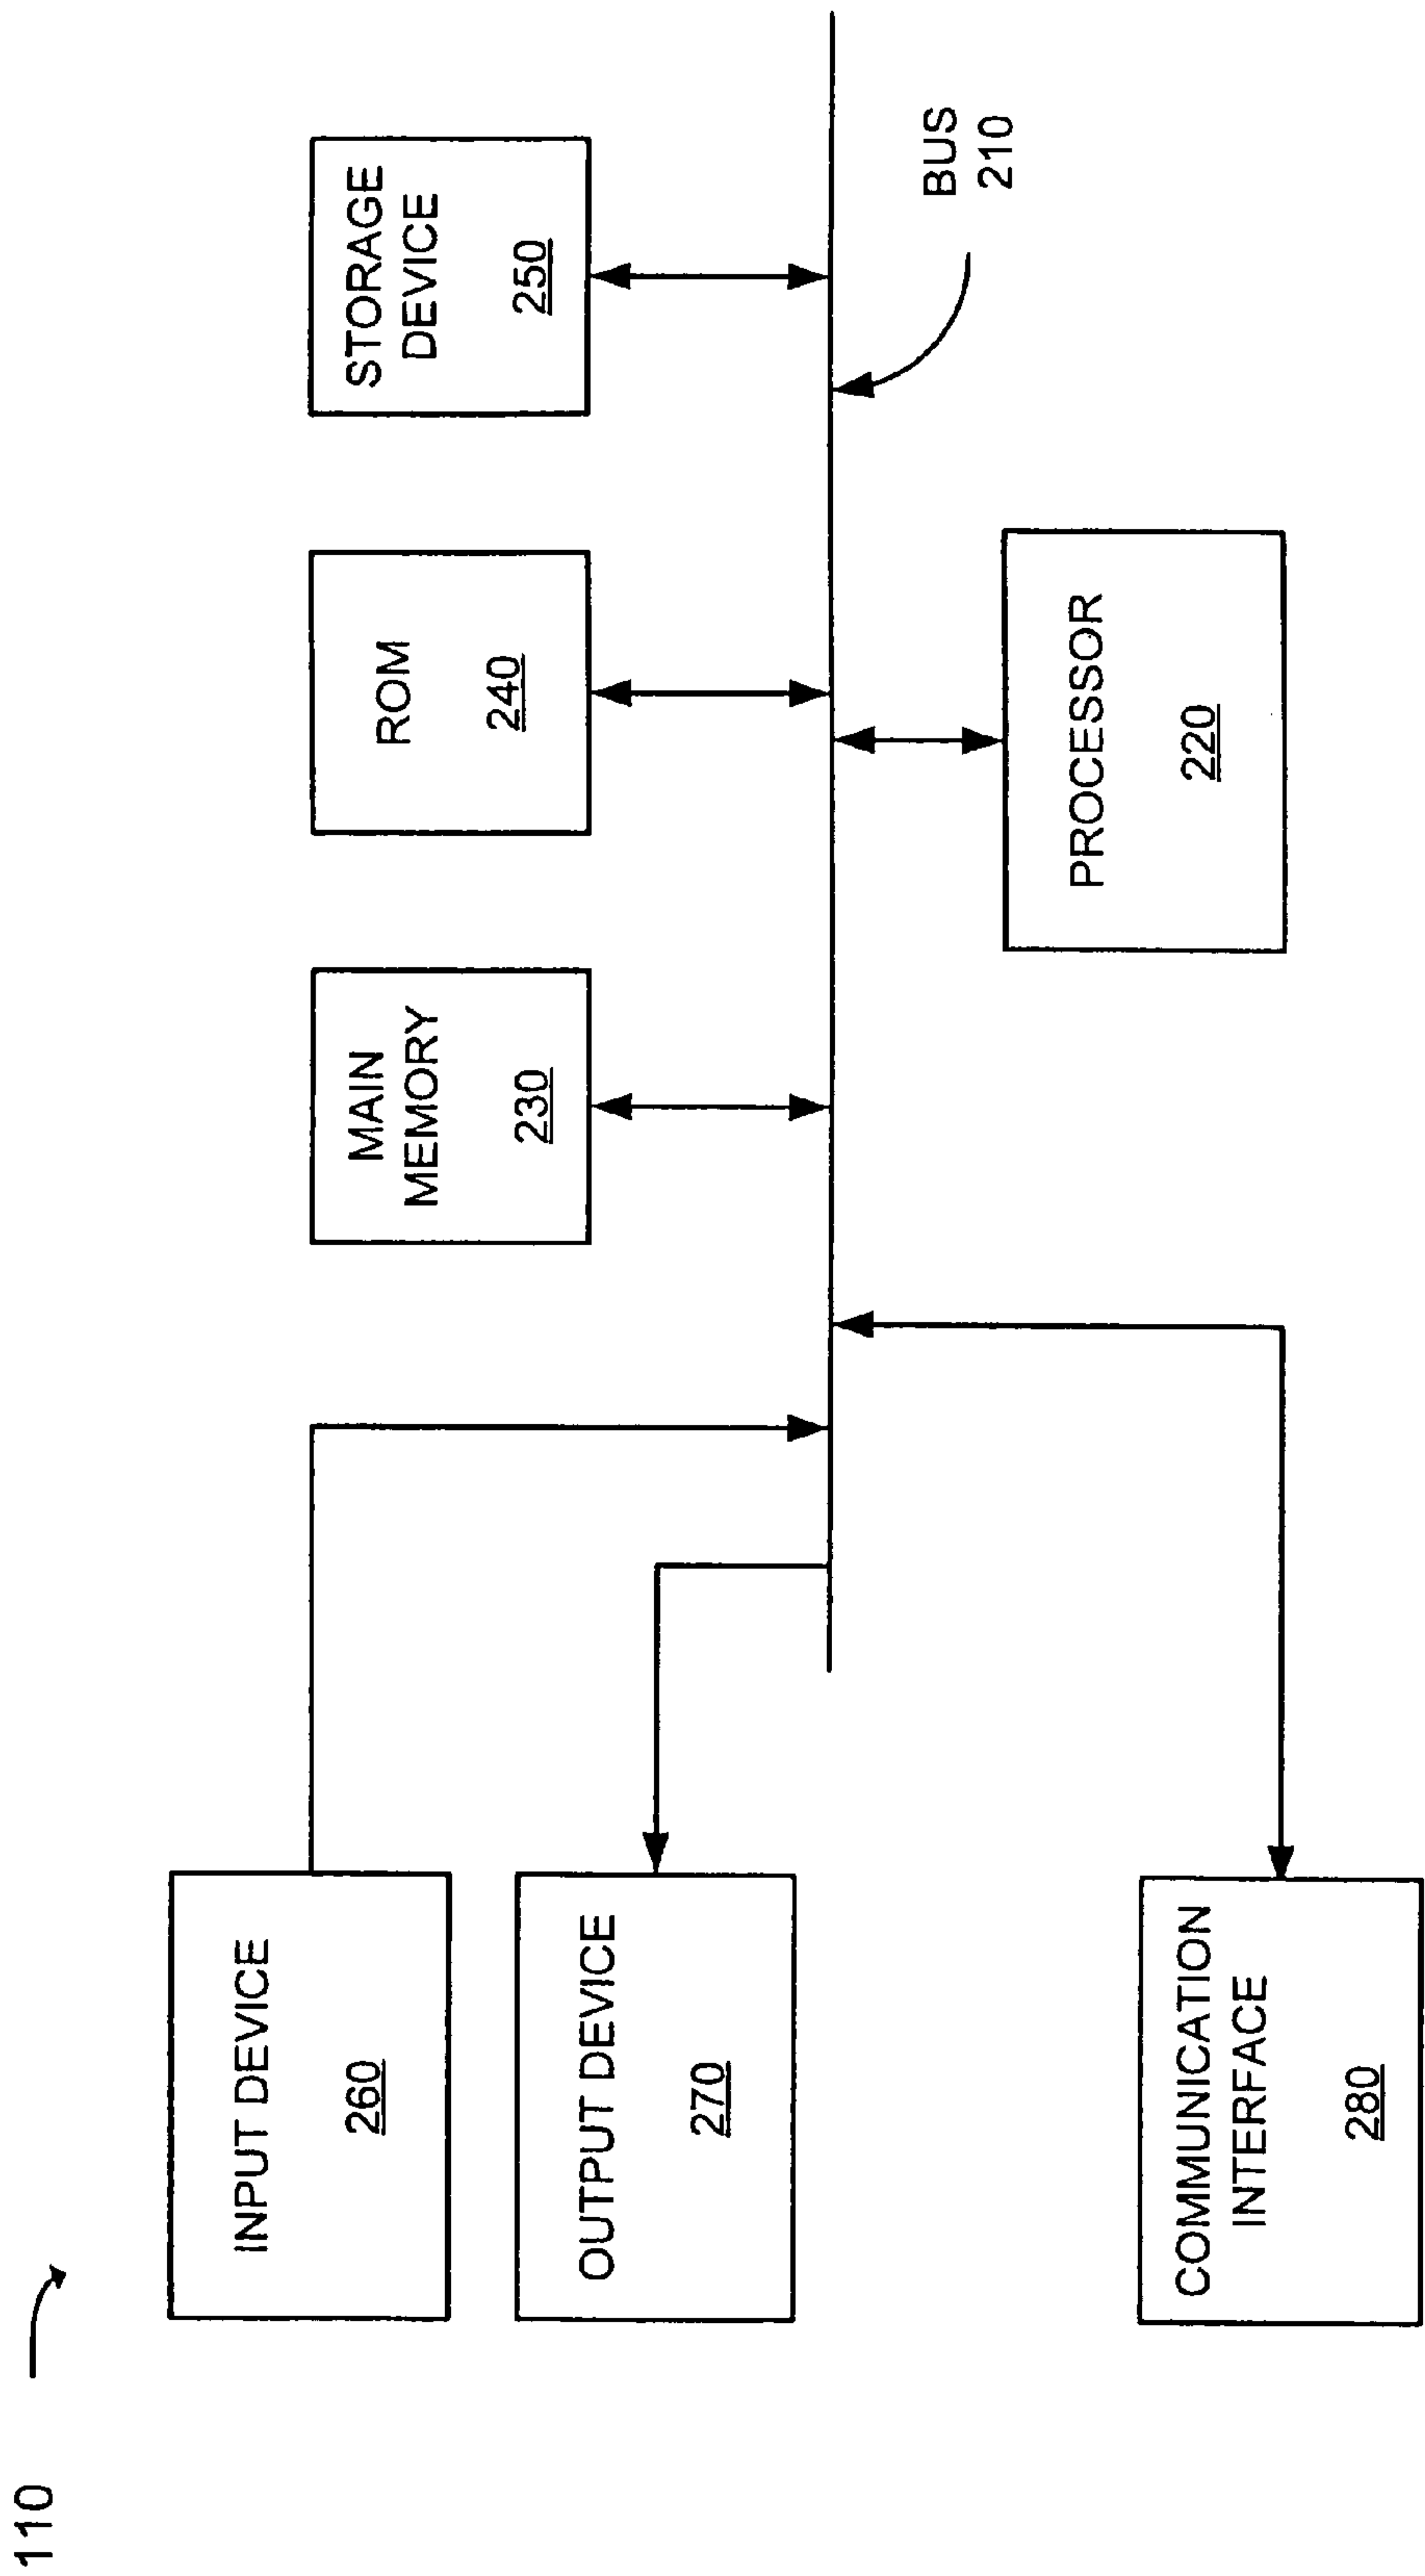 110
INPUT DEVICE
260
OUTPUT DEVICE
270
COMMUNICATION
INTERFACE
280
MAIN
MEMORY
230
ROM
240
STORAGE
DEVICE
250
PROCESSOR
220
BUS
210